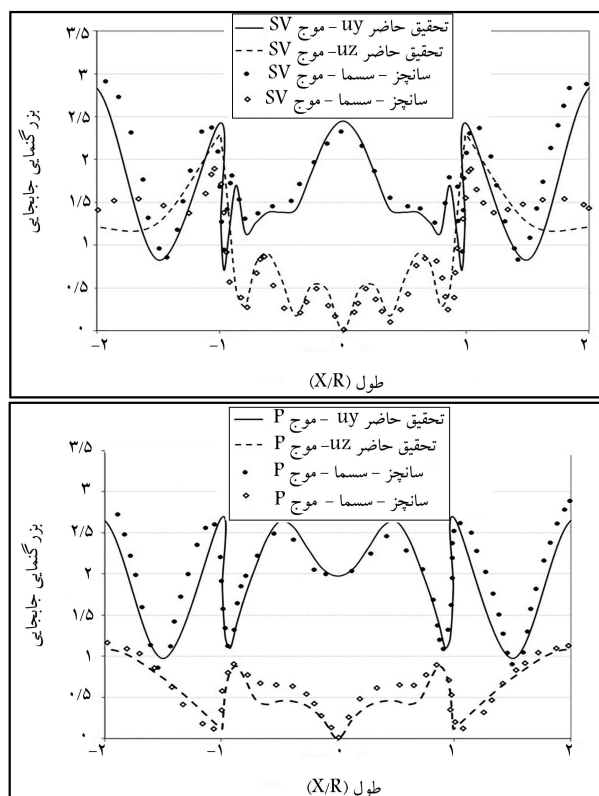 تحقیق حاضر uy - موج SV
تحقیق حاضر uz - موج SV
سانچز - سسما - موج SV
سانچز - سسما - موج SV
بزرگنمایی جابجایی
۳/۵
۳
۲/۵
۲
۱/۵
۱
۰/۵
۰
-۲ -۱ ۰ ۱ ۲
طول (X/R)
تحقیق حاضر uy - موج P
تحقیق حاضر uz - موج P
سانچز - سسما - موج P
سانچز - سسما - موج P
بزرگنمایی جابجایی
۳/۵
۳
۲/۵
۲
۱/۵
۱
۰/۵
۰
-۲ -۱ ۰ ۱ ۲
طول (X/R)